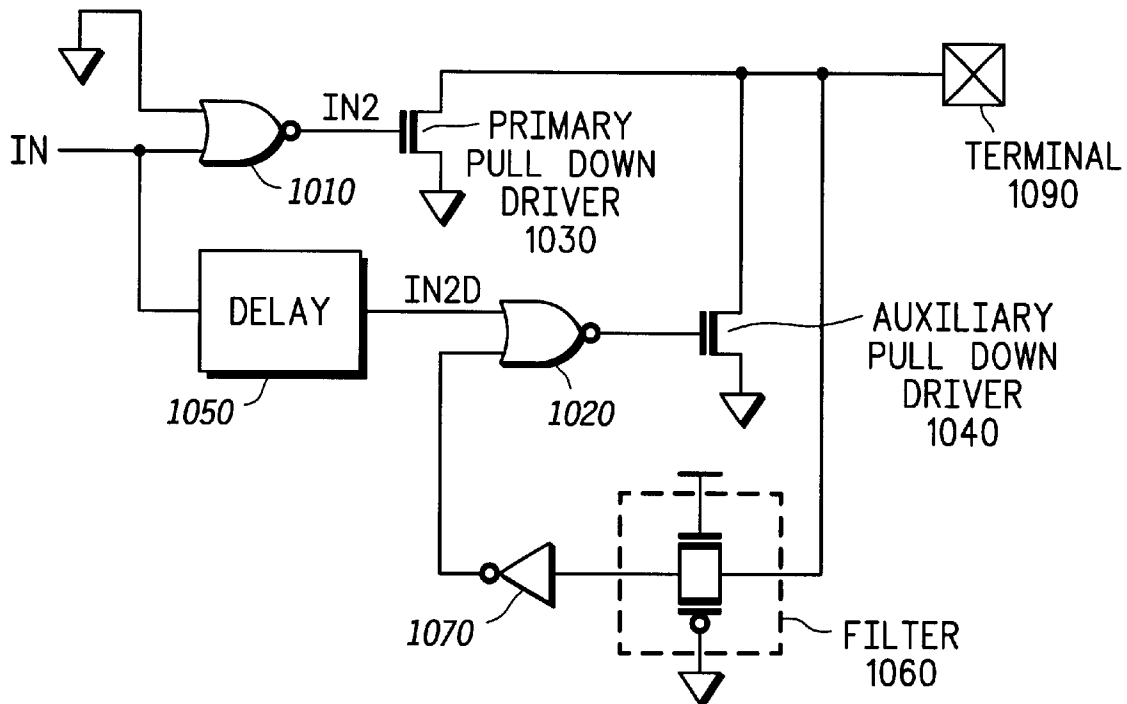 IN
IN2
1010
PRIMARY
PULL DOWN
DRIVER
1030
TERMINAL
1090
DELAY
1050
IN2D
1020
AUXILIARY
PULL DOWN
DRIVER
1040
1070
FILTER
1060